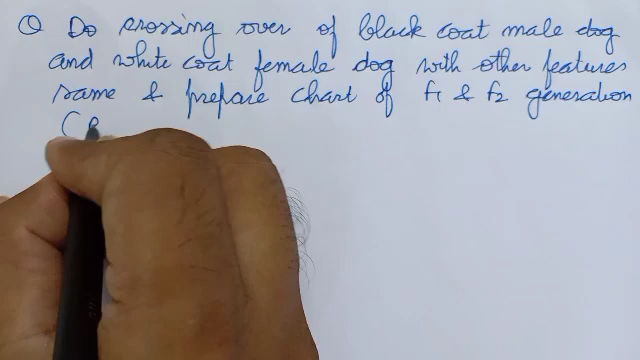 Q Do crossing over of black coat male dog
and white coat female dog with other features
same & prepare chart of f1 & f2 generation
(